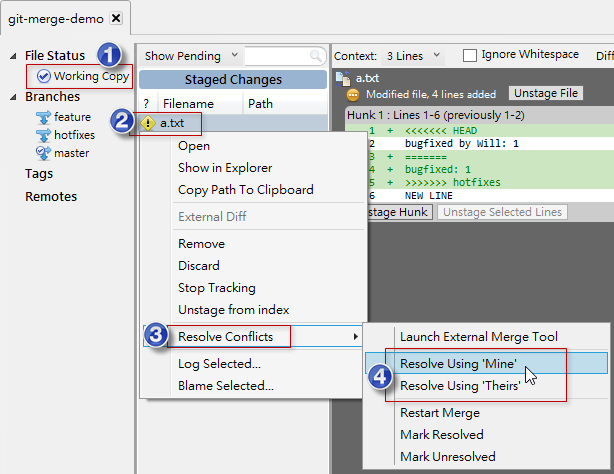 git-merge-demo
File Status
1
Working Copy
Branches
feature
hotfixes
master
Tags
Remotes
Show Pending
Staged Changes
? Filename Path
2
a.txt
Open
Show in Explorer
Copy Path To Clipboard
External Diff
Remove
Discard
Stop Tracking
Unstage from index
3
Resolve Conflicts
Log Selected...
Blame Selected...
Context: 3 Lines Ignore Whitespace Diff
a.txt
Modified file, 4 lines added Unstage File
Hunk 1 : Lines 1-6 (previously 1-2)
1 + <<<<<<< HEAD
2 bugfixed by Will: 1
3 + =======
4 + bugfixed: 1
5 + >>>>>>> hotfixes
6 NEW LINE
stage Hunk Unstage Selected Lines
Launch External Merge Tool
4
Resolve Using 'Mine'
Resolve Using 'Theirs'
Restart Merge
Mark Resolved
Mark Unresolved